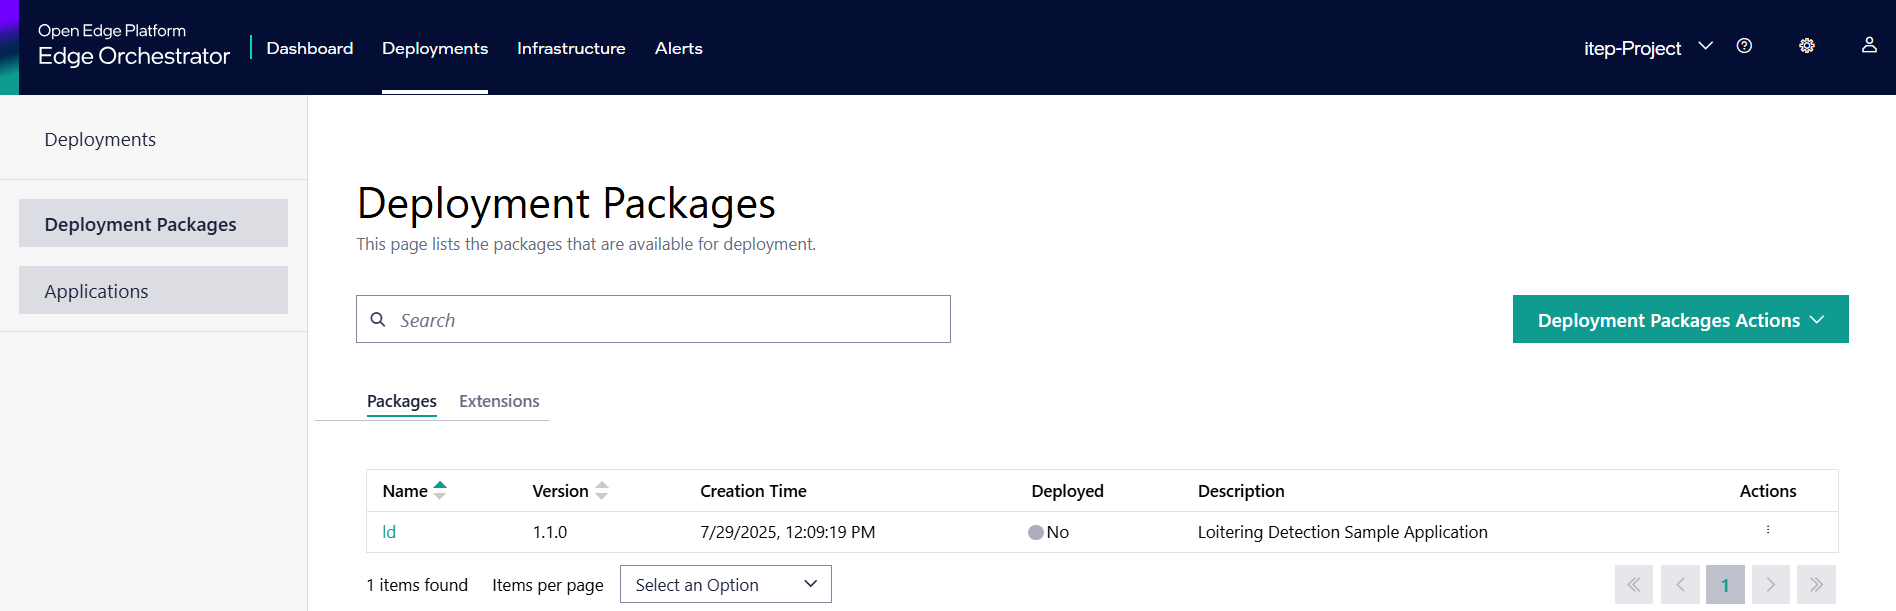 Open Edge Platform
Edge Orchestrator
Dashboard
Deployments
Infrastructure
Alerts
itep-Project
Deployments
Deployment Packages
Applications
Deployment Packages
This page lists the packages that are available for deployment.
Search
Deployment Packages Actions
Packages
Extensions
Name Version Creation Time Deployed Description Actions
ld 1.1.0 7/29/2025, 12:09:19 PM No Loitering Detection Sample Application
1 items found Items per page Select an Option 1